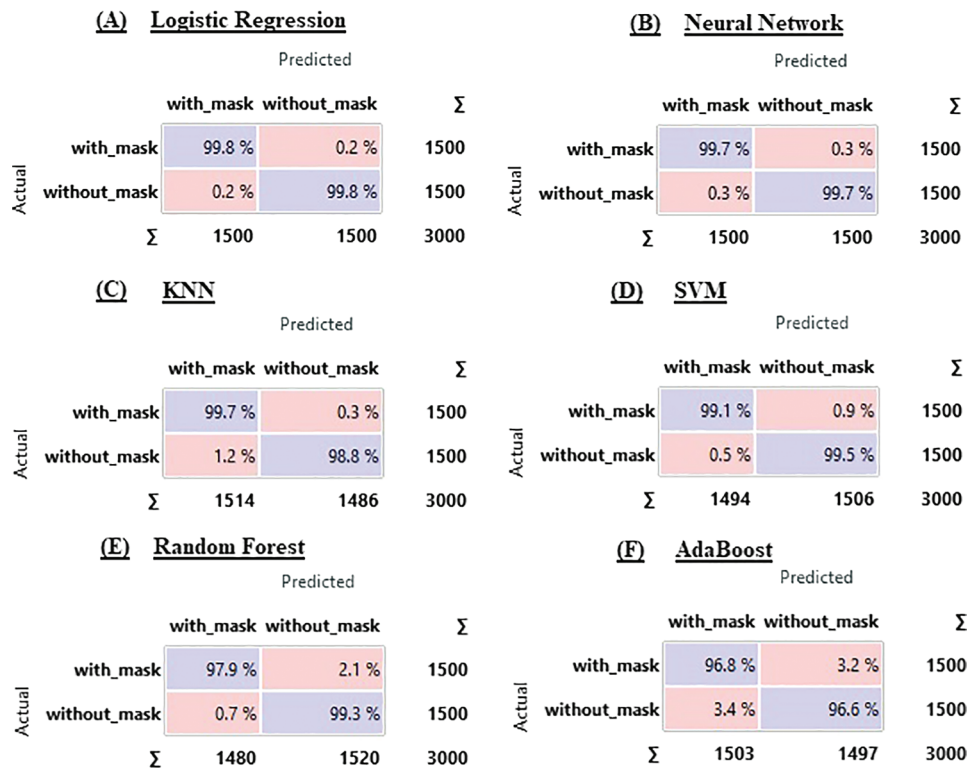 (A) Logistic Regression
Predicted
with_mask without_mask Σ
Actual
with_mask 99.8 % 0.2 % 1500
without_mask 0.2 % 99.8 % 1500
Σ 1500 1500 3000
(B) Neural Network
Predicted
with_mask without_mask Σ
Actual
with_mask 99.7 % 0.3 % 1500
without_mask 0.3 % 99.7 % 1500
Σ 1500 1500 3000
(C) KNN
Predicted
with_mask without_mask Σ
Actual
with_mask 99.7 % 0.3 % 1500
without_mask 1.2 % 98.8 % 1500
Σ 1514 1486 3000
(D) SVM
Predicted
with_mask without_mask Σ
Actual
with_mask 99.1 % 0.9 % 1500
without_mask 0.5 % 99.5 % 1500
Σ 1494 1506 3000
(E) Random Forest
Predicted
with_mask without_mask Σ
Actual
with_mask 97.9 % 2.1 % 1500
without_mask 0.7 % 99.3 % 1500
Σ 1480 1520 3000
(F) AdaBoost
Predicted
with_mask without_mask Σ
Actual
with_mask 96.8 % 3.2 % 1500
without_mask 3.4 % 96.6 % 1500
Σ 1503 1497 3000